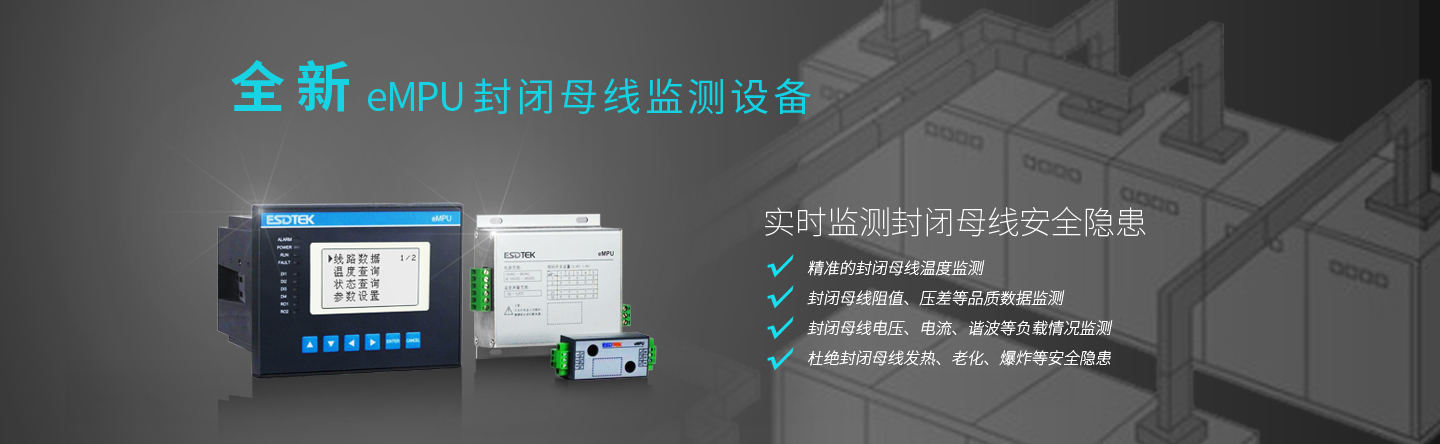 全新 eMPU 封闭母线监测设备
实时监测封闭母线安全隐患
精准的封闭母线温度监测
封闭母线阻值、压差等品质数据监测
封闭母线电压、电流、谐波等负载情况监测
杜绝封闭母线发热、老化、爆炸等安全隐患
ESDTEK eMPU
ALARM
POWER
RUN
FAULT
DI1
DI2
DI3
DI4
RO1
RO2
线路数据 1/2
温度查询
状态查询
参数设置
ENTER
CANCEL
ESDTEK eMPU
ESDTEK eMPU